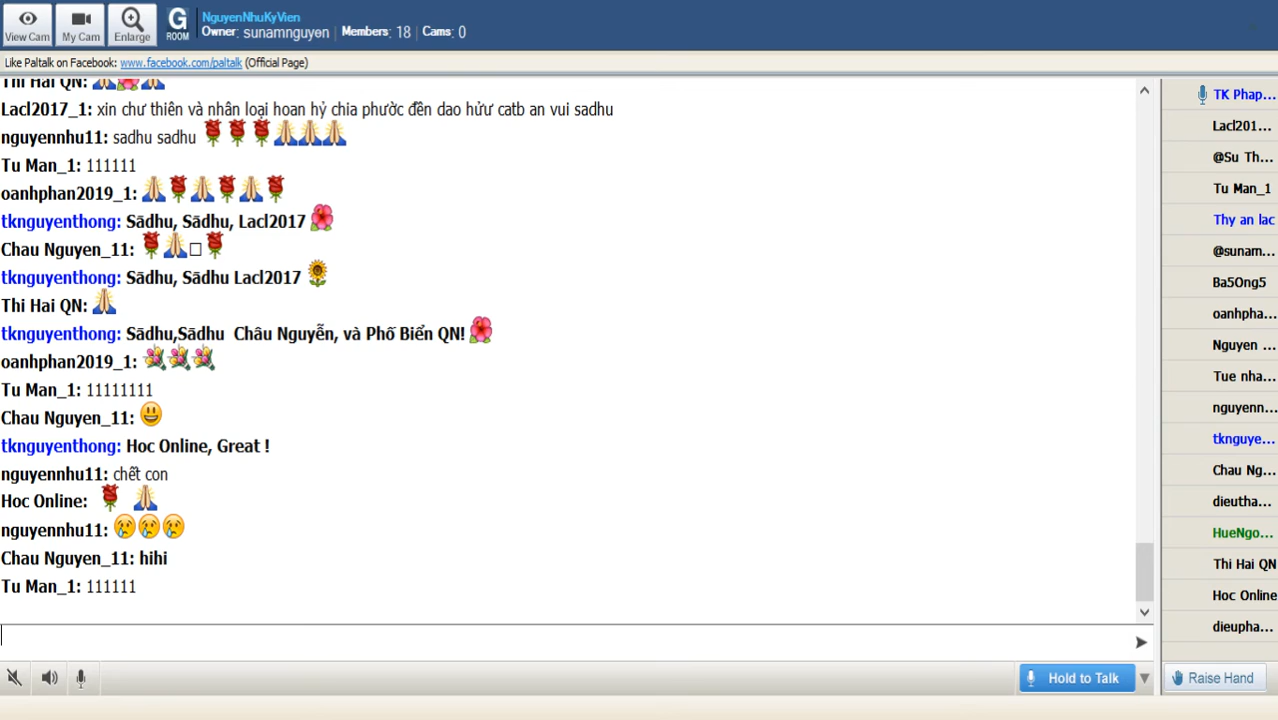 View Cam
My Cam
Enlarge
G
ROOM
NguyenNhuKyVien
Owner: sunamnguyen | Members: 18 | Cams: 0
Like Paltalk on Facebook: www.facebook.com/paltalk (Official Page)
Thi Hai QN:
Lacl2017_1: xin chư thiên và nhân loại hoan hỷ chia phước đến dao hửư catb an vui sadhu
nguyennhu11: sadhu sadhu
Tu Man_1: 111111
oanhphan2019_1:
tknguyenthong: Sādhu, Sādhu, Lacl2017
Chau Nguyen_11:
tknguyenthong: Sādhu, Sādhu Lacl2017
Thi Hai QN:
tknguyenthong: Sādhu,Sādhu Châu Nguyễn, và Phố Biển QN!
oanhphan2019_1:
Tu Man_1: 11111111
Chau Nguyen_11:
tknguyenthong: Hoc Online, Great !
nguyennhu11: chết con
Hoc Online:
nguyennhu11:
Chau Nguyen_11: hihi
Tu Man_1: 111111
Hold to Talk
TK Phap...
Lacl201...
@Su Th...
Tu Man_1
Thy an lac
@sunam...
Ba5Ong5
oanhpha...
Nguyen ...
Tue nha...
nguyenn...
tknguye...
Chau Ng...
dieutha...
HueNgo...
Thi Hai QN
Hoc Online
dieupha...
Raise Hand